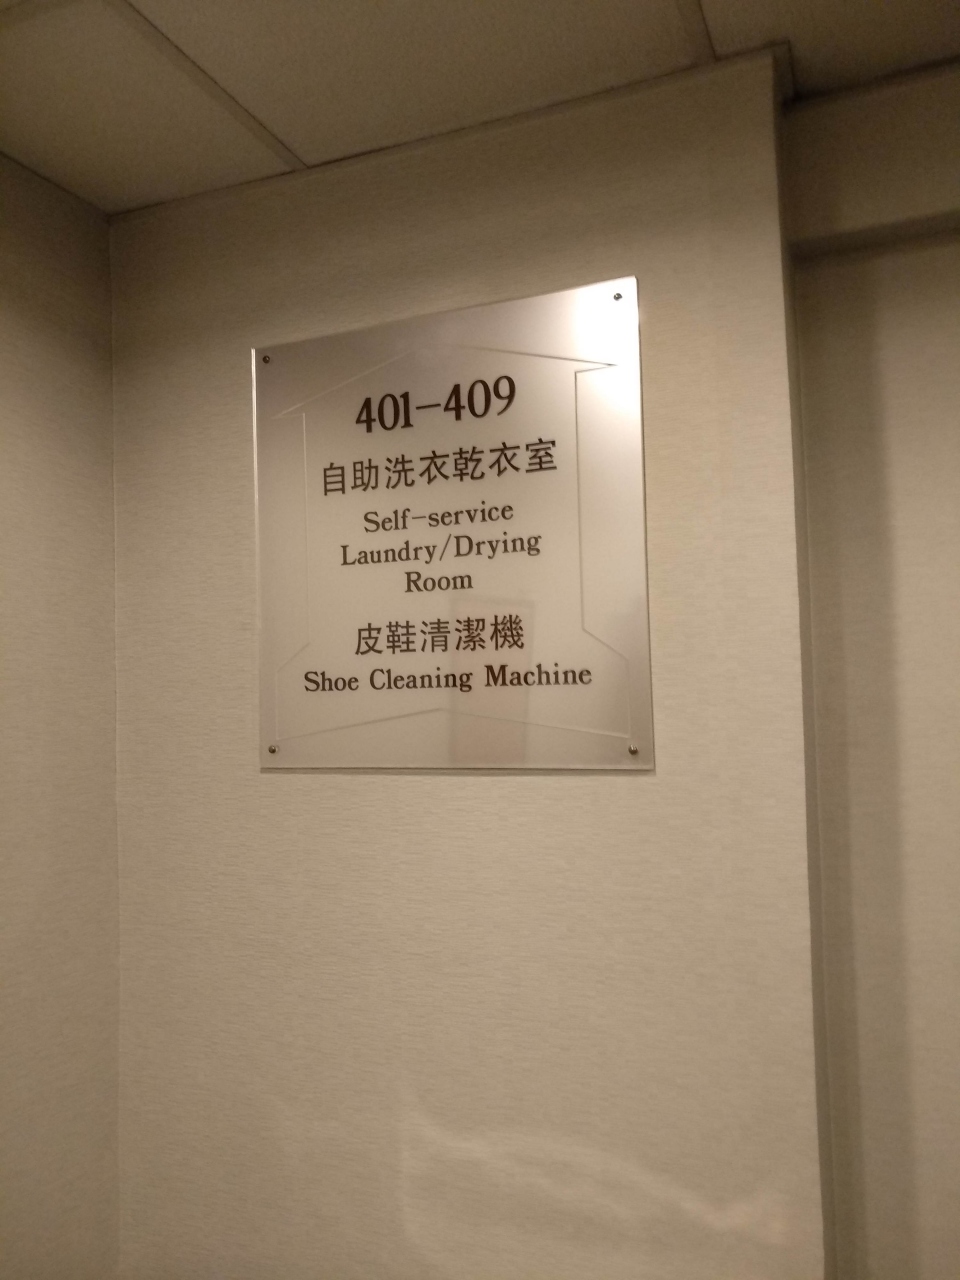 401-409
自助洗衣乾衣室
Self-service
Laundry/Drying
Room
皮鞋清潔機
Shoe Cleaning Machine